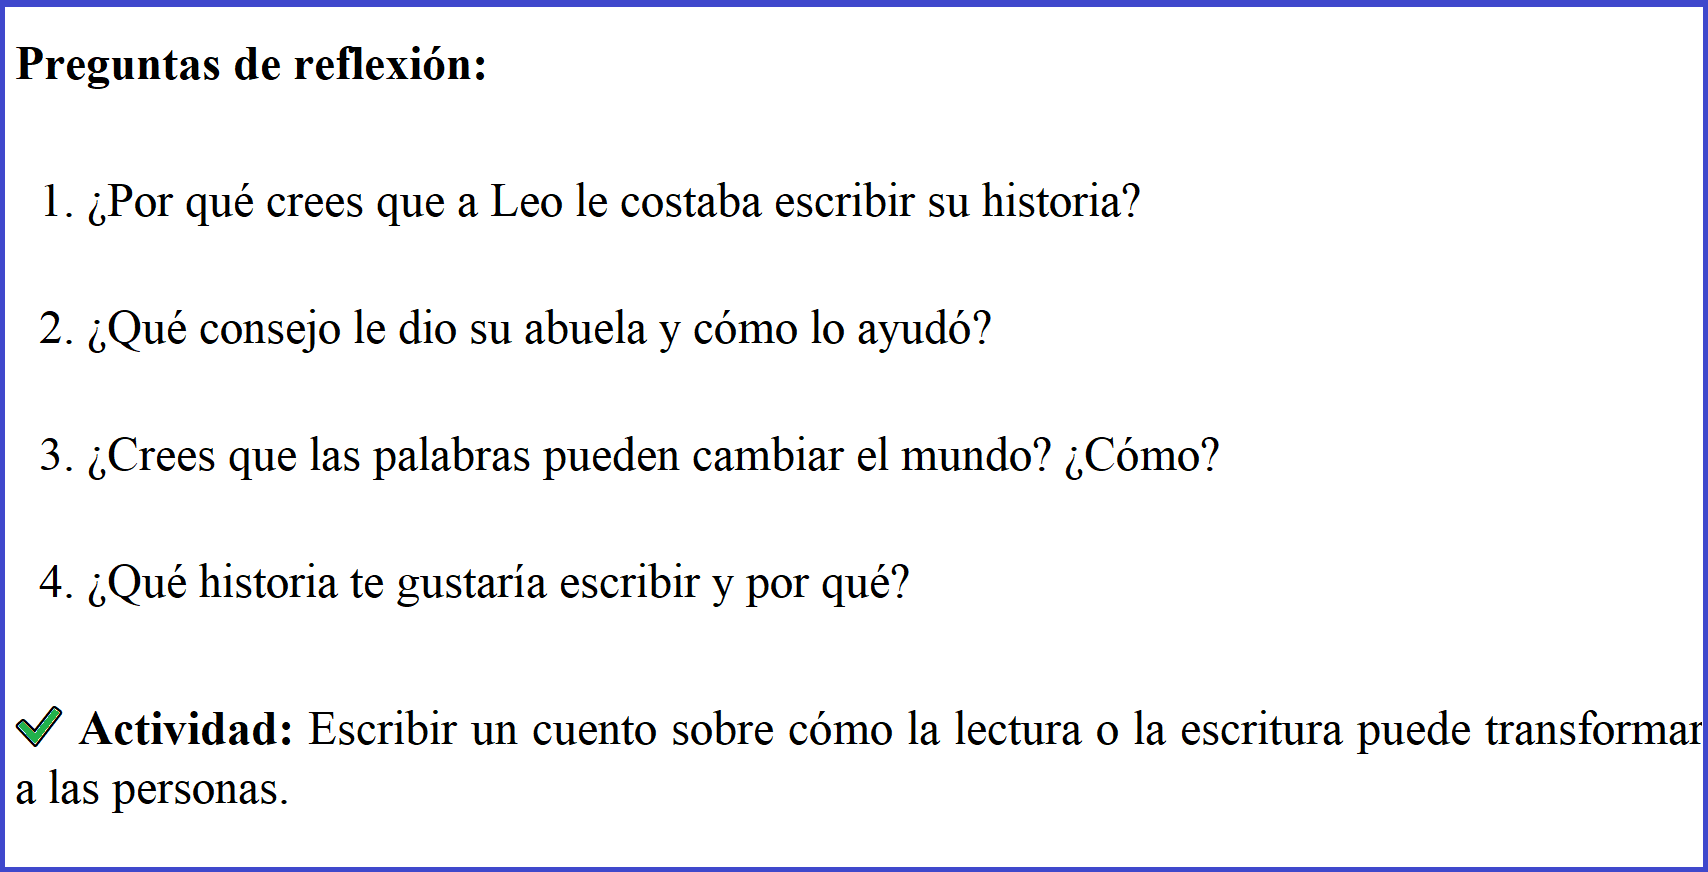 Preguntas de reflexión:
1. ¿Por qué crees que a Leo le costaba escribir su historia?
2. ¿Qué consejo le dio su abuela y cómo lo ayudó?
3. ¿Crees que las palabras pueden cambiar el mundo? ¿Cómo?
4. ¿Qué historia te gustaría escribir y por qué?
Actividad: Escribir un cuento sobre cómo la lectura o la escritura puede transformar
a las personas.